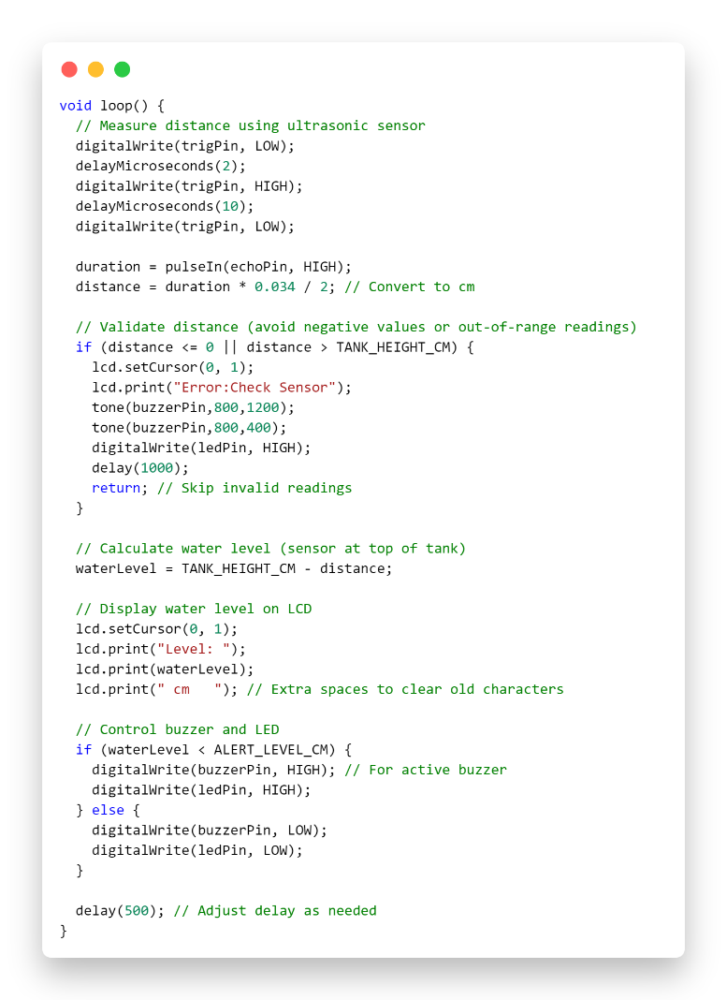 void loop() {
  // Measure distance using ultrasonic sensor
  digitalWrite(trigPin, LOW);
  delayMicroseconds(2);
  digitalWrite(trigPin, HIGH);
  delayMicroseconds(10);
  digitalWrite(trigPin, LOW);

  duration = pulseIn(echoPin, HIGH);
  distance = duration * 0.034 / 2; // Convert to cm

  // Validate distance (avoid negative values or out-of-range readings)
  if (distance <= 0 || distance > TANK_HEIGHT_CM) {
    lcd.setCursor(0, 1);
    lcd.print("Error:Check Sensor");
    tone(buzzerPin,800,1200);
    tone(buzzerPin,800,400);
    digitalWrite(ledPin, HIGH);
    delay(1000);
    return; // Skip invalid readings
  }

  // Calculate water level (sensor at top of tank)
  waterLevel = TANK_HEIGHT_CM - distance;

  // Display water level on LCD
  lcd.setCursor(0, 1);
  lcd.print("Level: ");
  lcd.print(waterLevel);
  lcd.print(" cm   "); // Extra spaces to clear old characters

  // Control buzzer and LED
  if (waterLevel < ALERT_LEVEL_CM) {
    digitalWrite(buzzerPin, HIGH); // For active buzzer
    digitalWrite(ledPin, HIGH);
  } else {
    digitalWrite(buzzerPin, LOW);
    digitalWrite(ledPin, LOW);
  }

  delay(500); // Adjust delay as needed
}